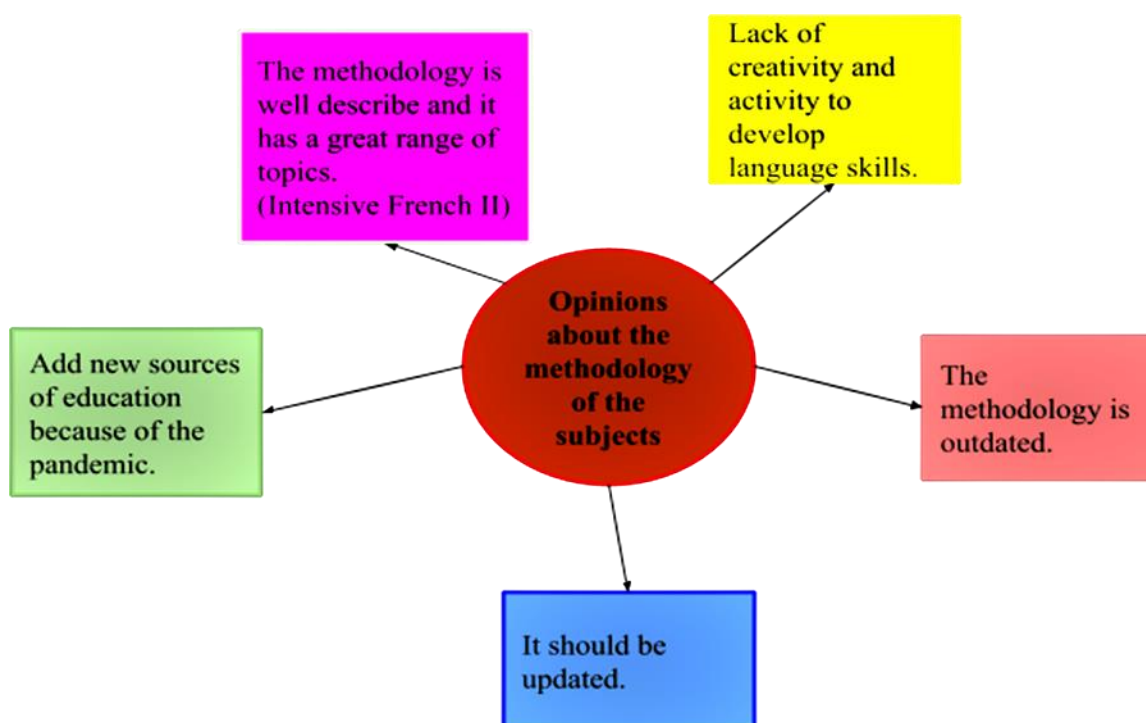 The methodology is
well describe and it
has a great range of
topics.
(Intensive French II)
Lack of
creativity and
activity to
develop
language skills.
Opinions
about the
methodology
of the
subjects
Add new sources
of education
because of the
pandemic.
The
methodology is
outdated.
It should be
updated.